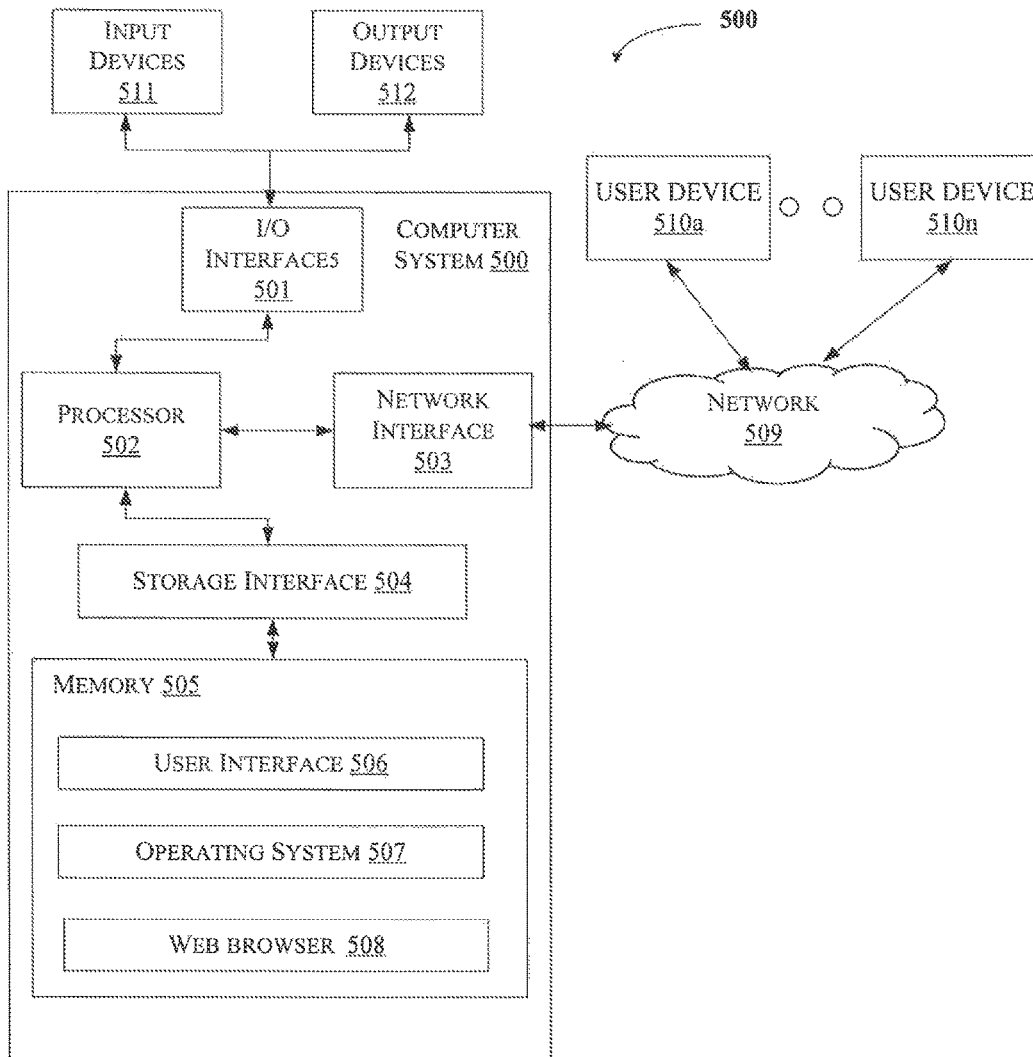 INPUT
DEVICES
511
OUTPUT
DEVICES
512
500
USER DEVICE
510a
USER DEVICE
510n
I/O
INTERFACE5
501
COMPUTER
SYSTEM 500
PROCESSOR
502
NETWORK
INTERFACE
503
NETWORK
509
STORAGE INTERFACE 504
MEMORY 505
USER INTERFACE 506
OPERATING SYSTEM 507
WEB BROWSER 508